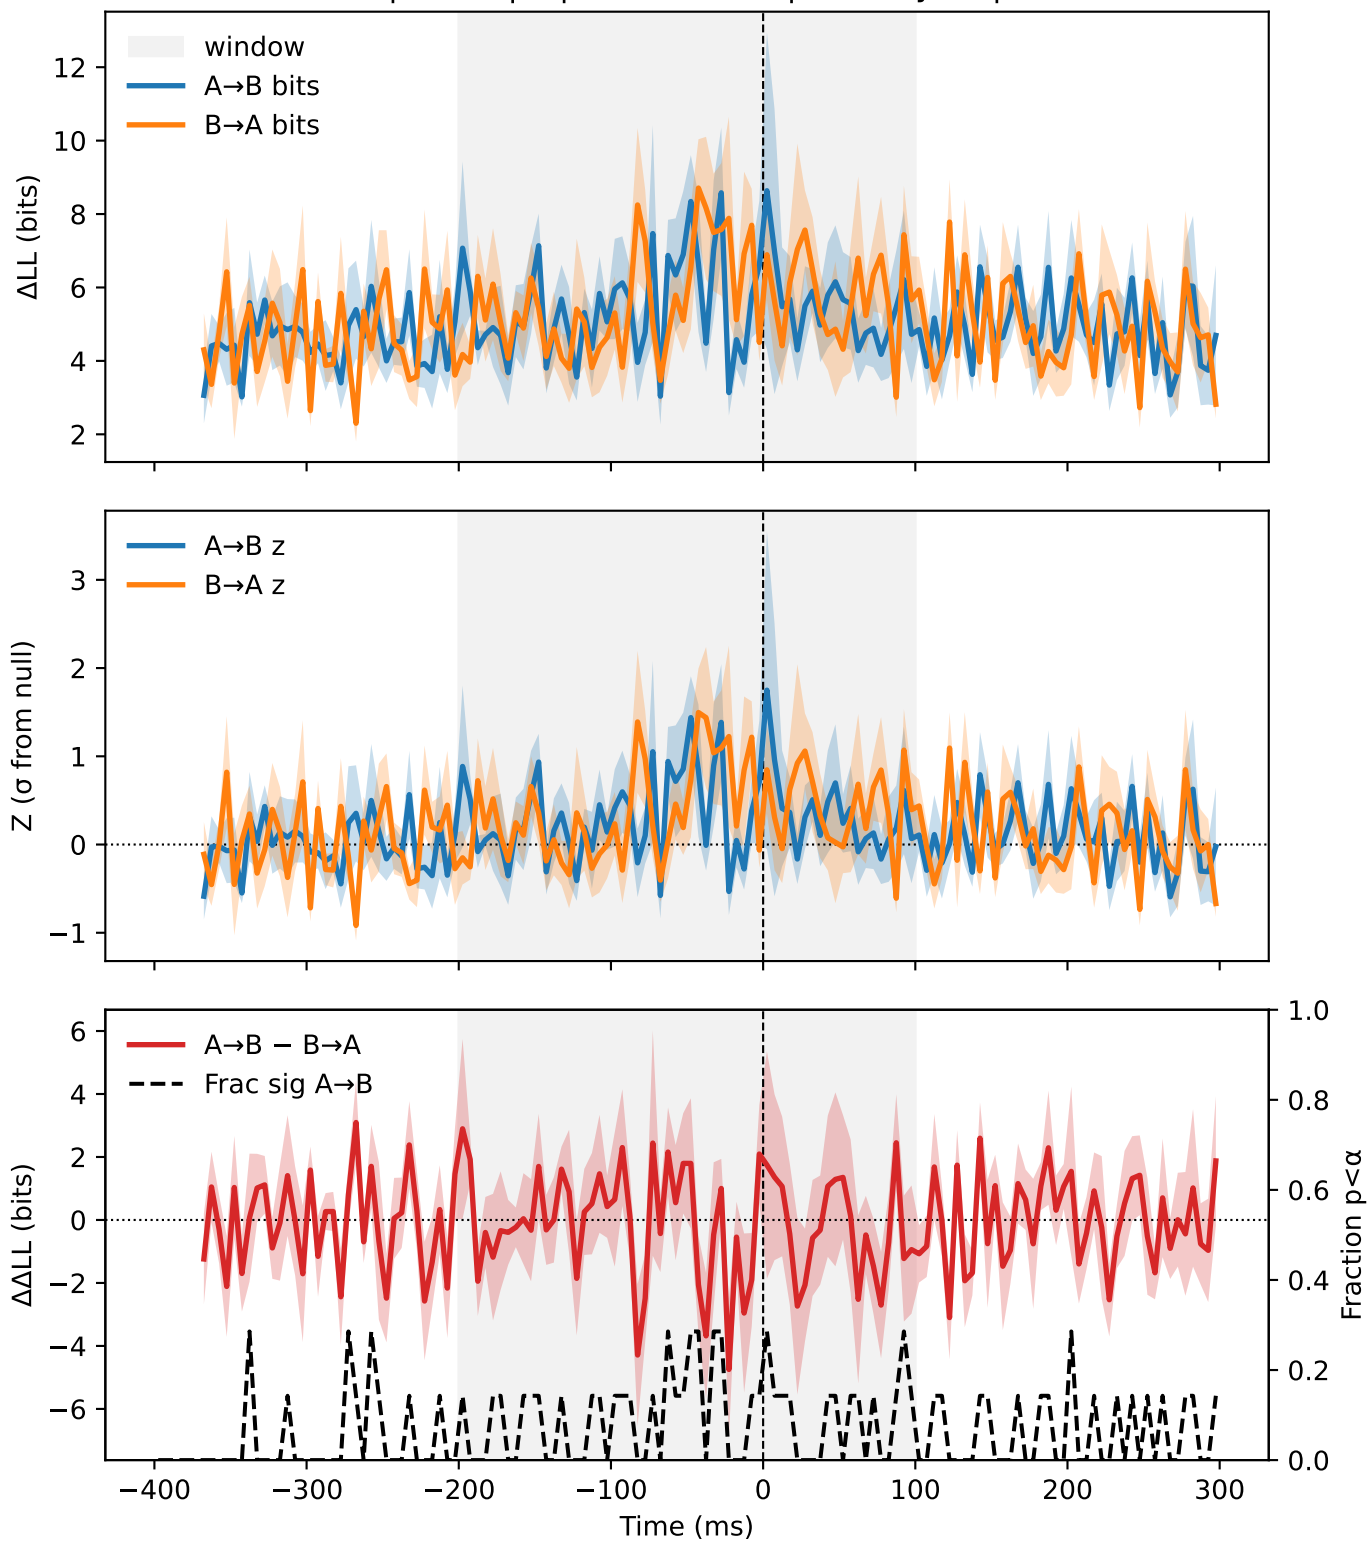 window
A→B bits
B→A bits
12
10
8
6
4
2
ΔLL (bits)
A→B z
B→A z
3
2
1
0
−1
Z (σ from null)
A→B − B→A
Frac sig A→B
6
4
2
0
−2
−4
−6
ΔΔLL (bits)
1.0
0.8
0.6
0.4
0.2
0.0
Fraction p<α
−400 −300 −200 −100 0 100 200 300
Time (ms)